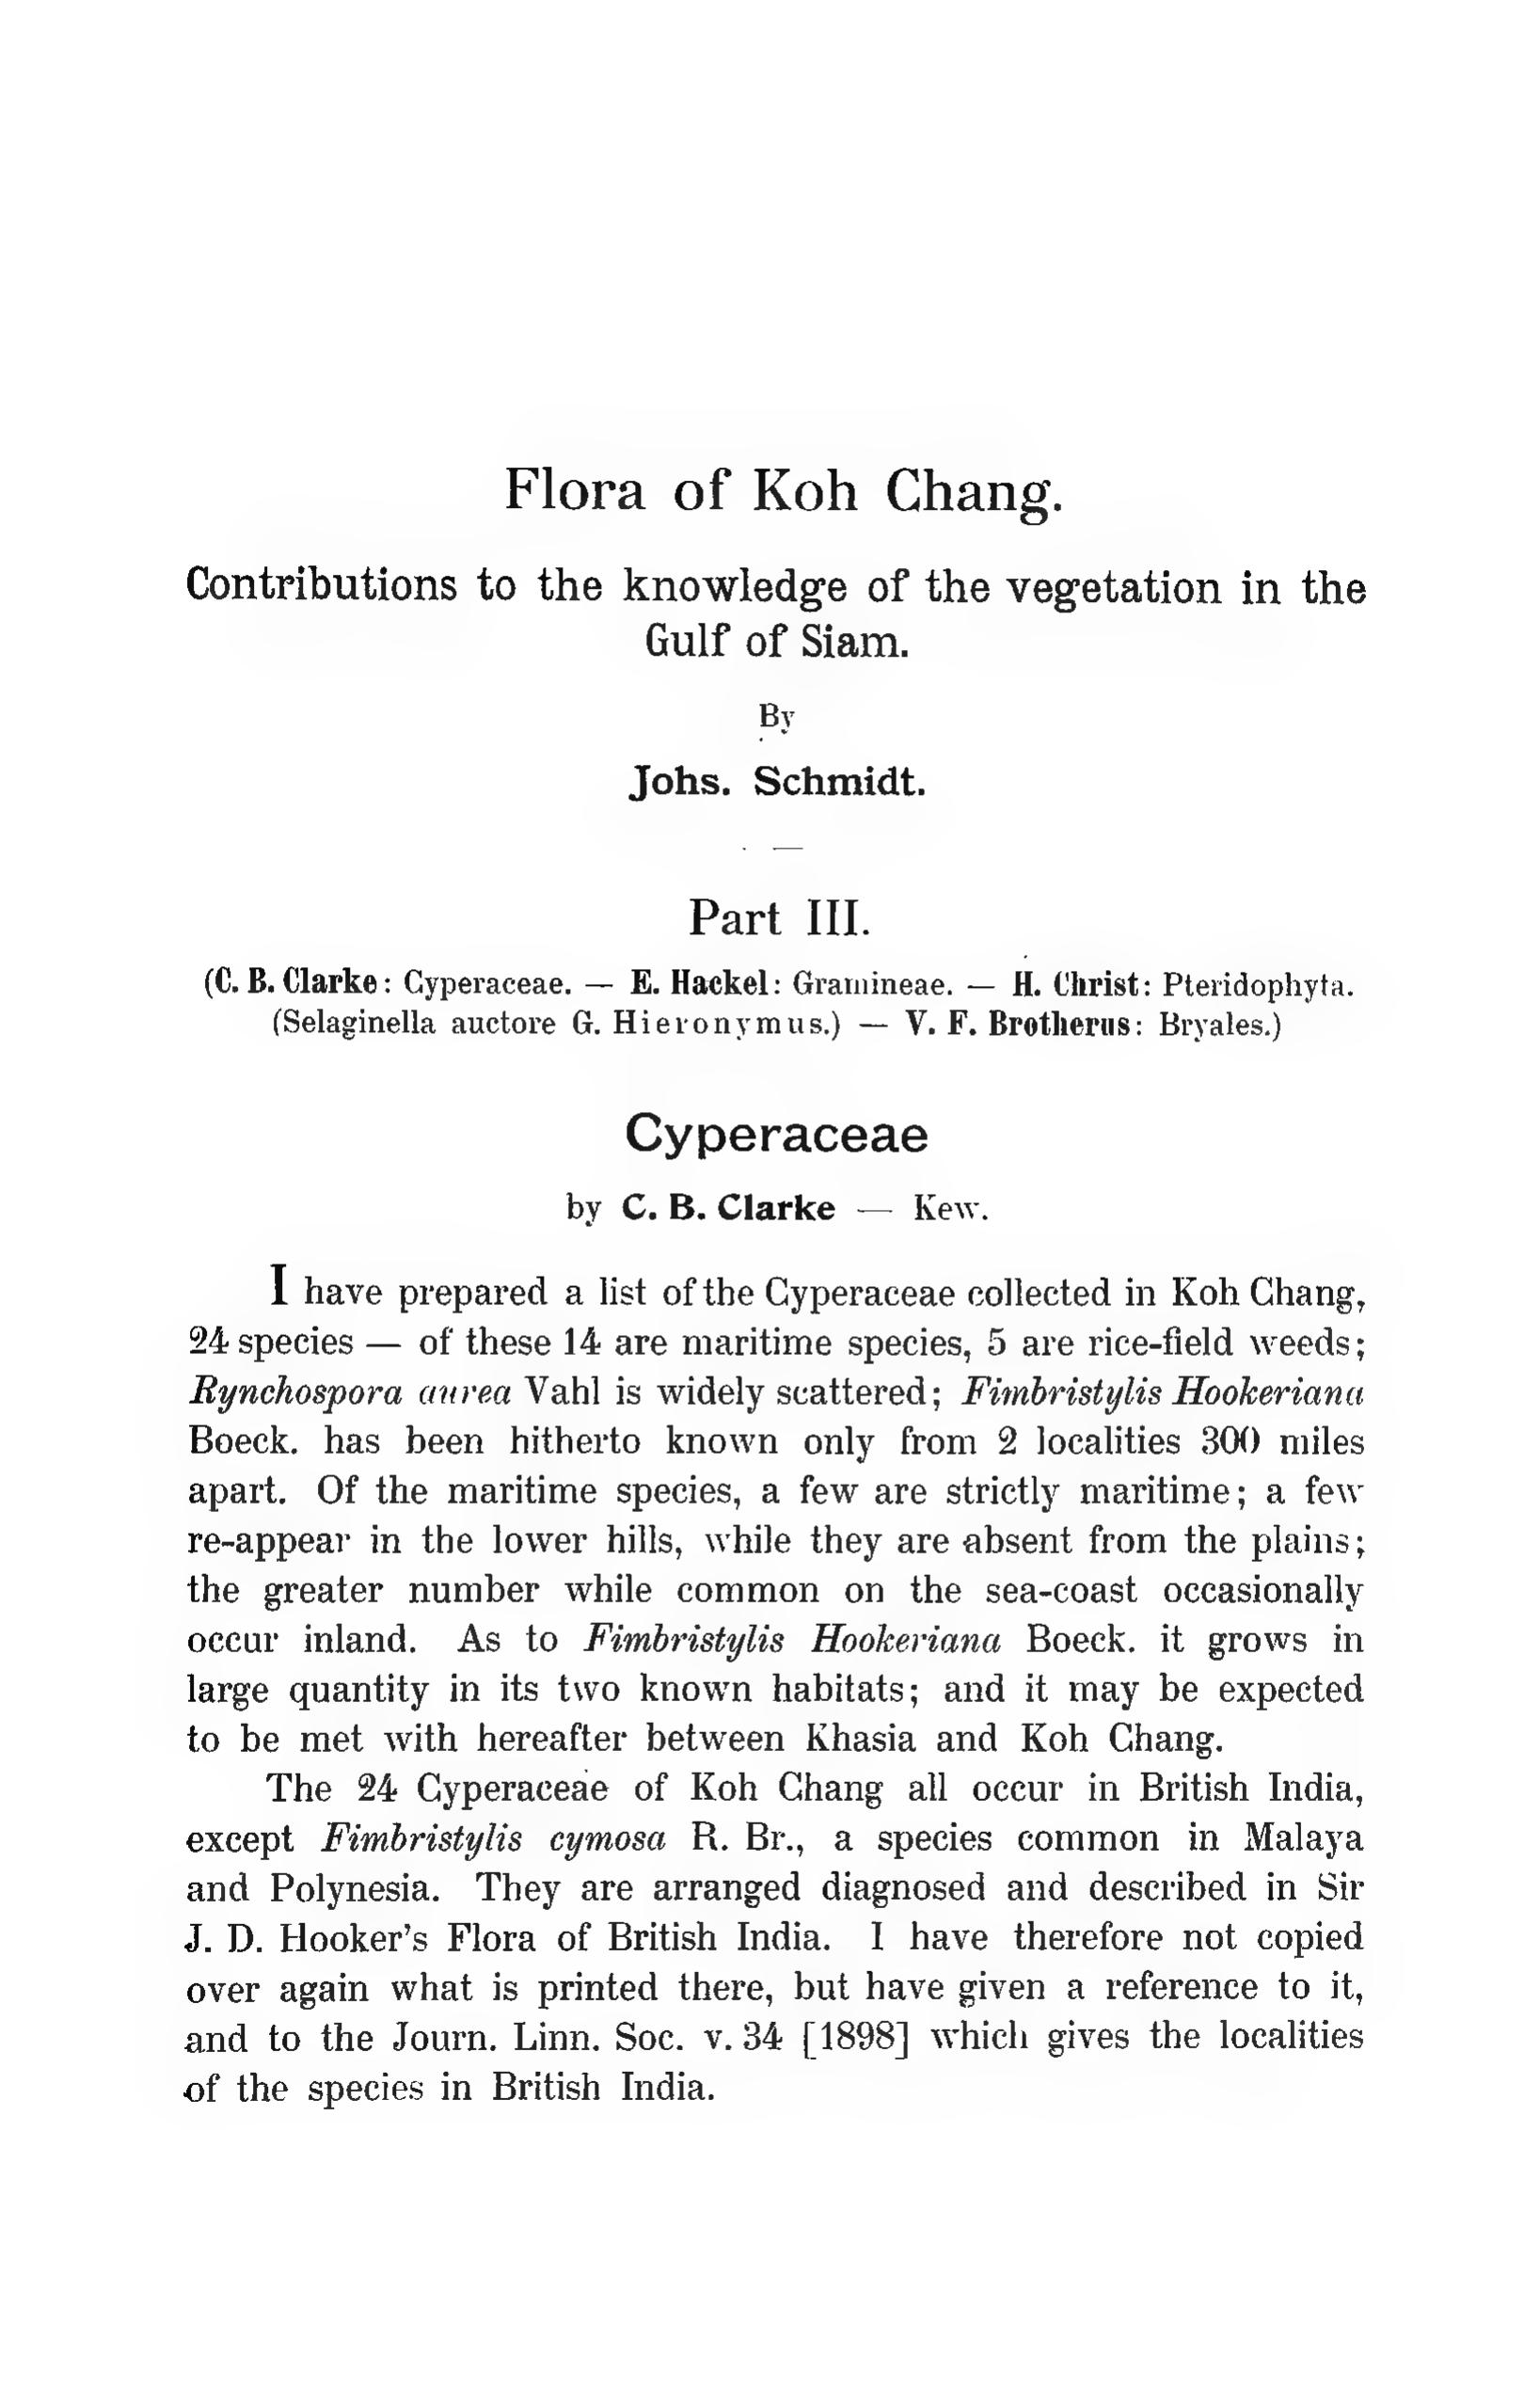 Flora of Koh Chang.
Contributions to the knowledge of the vegetation in the
Gulf of Siam.
By
Johs. Schmidt.
—
Part III.
(C. B. Clarke: Cyperaceae. — E. Hackel: Gramineae. — H. Christ: Pteridophyta.
(Selaginella auctore G. Hieronymus.) — V. F. Brotherus: Bryales.)
Cyperaceae
by C. B. Clarke — Kew.
I have prepared a list of the Cyperaceae collected in Koh Chang,
24 species — of these 14 are maritime species, 5 are rice-field weeds;
Rynchospora aurea Vahl is widely scattered; Fimbristylis Hookeriana
Boeck. has been hitherto known only from 2 localities 300 miles
apart. Of the maritime species, a few are strictly maritime; a few
re-appear in the lower hills, while they are absent from the plains;
the greater number while common on the sea-coast occasionally
occur inland. As to Fimbristylis Hookeriana Boeck. it grows in
large quantity in its two known habitats; and it may be expected
to be met with hereafter between Khasia and Koh Chang.
The 24 Cyperaceae of Koh Chang all occur in British India,
except Fimbristylis cymosa R. Br., a species common in Malaya
and Polynesia. They are arranged diagnosed and described in Sir
J. D. Hooker's Flora of British India. I have therefore not copied
over again what is printed there, but have given a reference to it,
and to the Journ. Linn. Soc. v. 34 [1898] which gives the localities
of the species in British India.